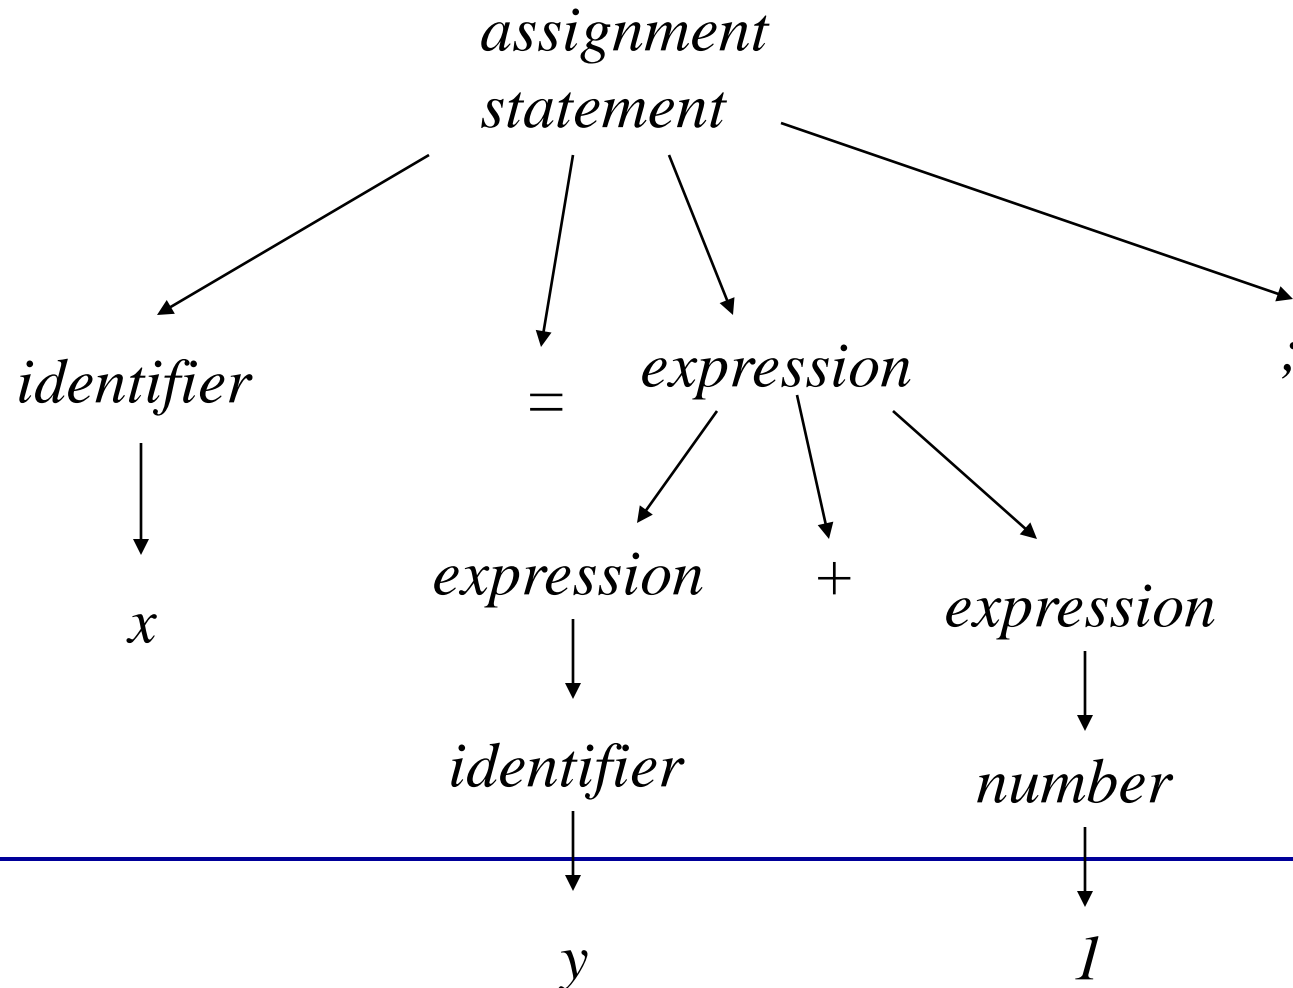 assignment
statement
identifier
=
expression
;
x
expression
+
expression
identifier
number
y
1